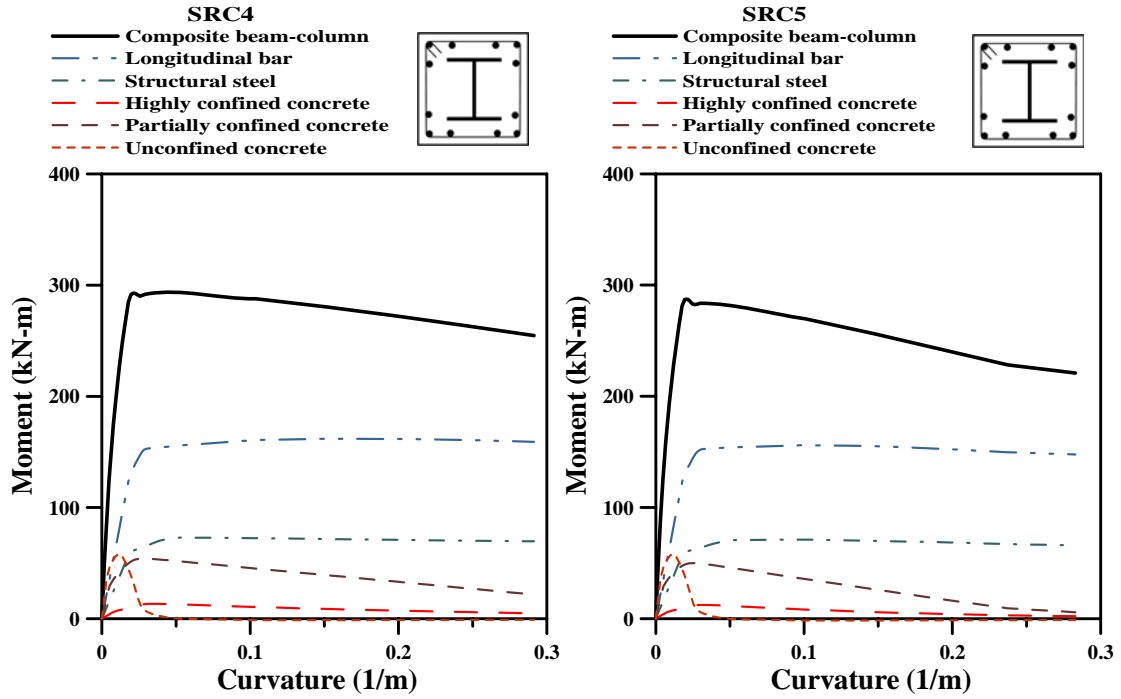 SRC4
Composite beam-column
Longitudinal bar
Structural steel
Highly confined concrete
Partially confined concrete
Unconfined concrete
400
300
200
100
0
Moment (kN-m)
0
0.1
0.2
0.3
Curvature (1/m)
SRC5
Composite beam-column
Longitudinal bar
Structural steel
Highly confined concrete
Partially confined concrete
Unconfined concrete
400
300
200
100
0
Moment (kN-m)
0
0.1
0.2
0.3
Curvature (1/m)